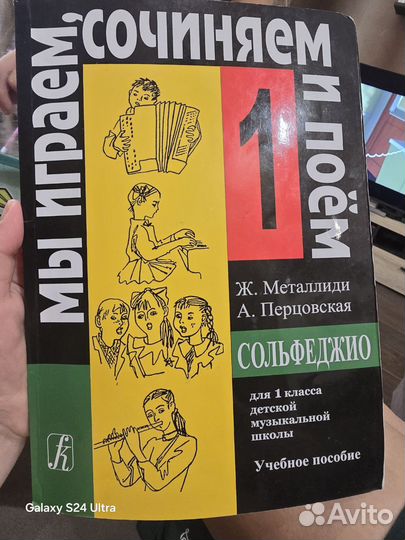 Мы играем, сочиняем и поём
1
Ж. Металлиди
А. Перцовская
СОЛЬФЕДЖИО
для 1 класса
детской
музыкальной
школы
Учебное пособие
Galaxy S24 Ultra
Avito